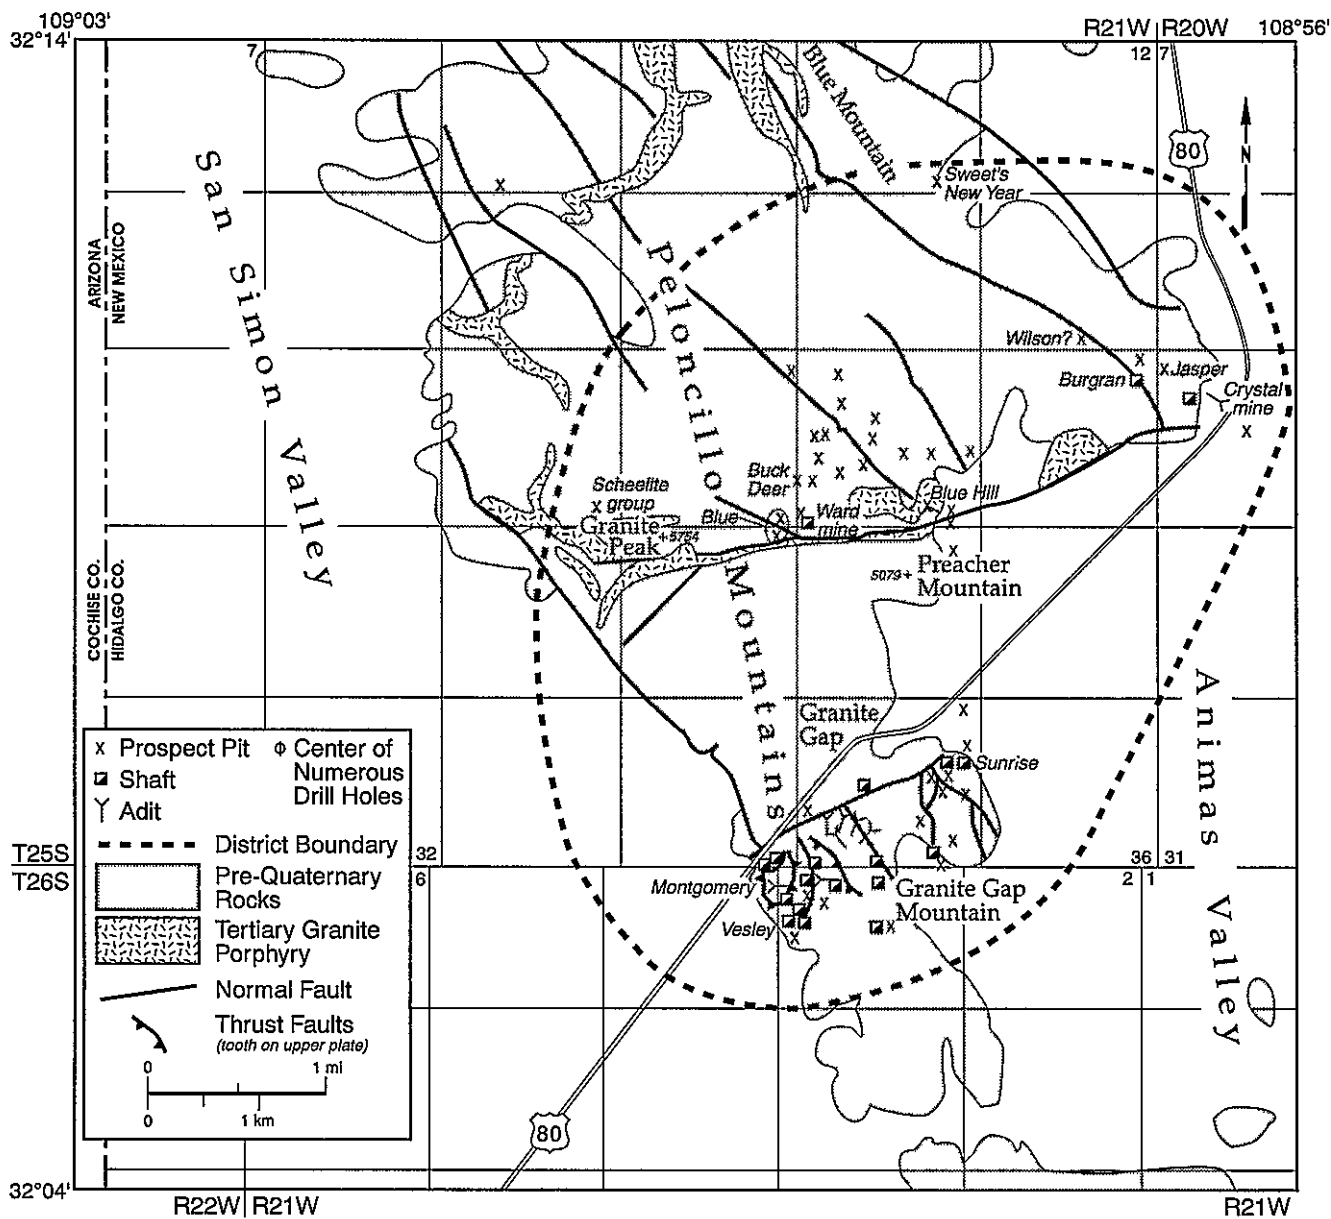 109°03'
R21W R20W
108°56'
32°14'
7
12 7
Blue Mountain
80
N
Sweet's
New Year
San Simon Valley
ARIZONA
NEW MEXICO
Peloncillo Mountains
Wilson?
Burgran
Jasper
Crystal
mine
Scheelite
group
Buck
Deer
Blue Hill
Blue
Ward
mine
Granite
Peak
+5754
5079+
Preacher
Mountain
COCHISE CO.
HIDALGO CO.
Animas Valley
Granite
Gap
Sunrise
x Prospect Pit
Center of
Numerous
Drill Holes
Shaft
Adit
District Boundary
Pre-Quaternary
Rocks
Tertiary Granite
Porphyry
Normal Fault
Thrust Faults
(tooth on upper plate)
0 1 mi
0 1 km
T25S
T26S
32
6
36 31
2 1
Montgomery
Vesley
Granite Gap
Mountain
80
32°04'
R22W R21W
R21W